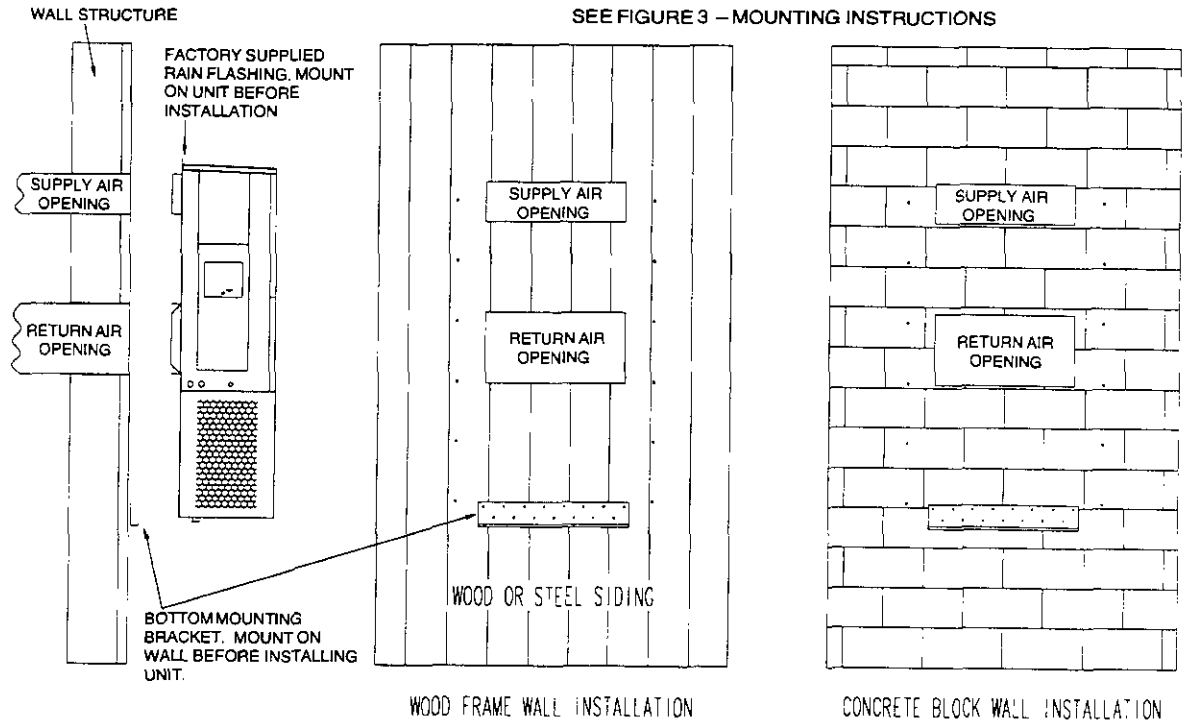 WALL STRUCTURE
SEE FIGURE 3 – MOUNTING INSTRUCTIONS
FACTORY SUPPLIED
RAIN FLASHING. MOUNT
ON UNIT BEFORE
INSTALLATION
SUPPLY AIR
OPENING
SUPPLY AIR
OPENING
SUPPLY AIR
OPENING
RETURN AIR
OPENING
RETURN AIR
OPENING
RETURN AIR
OPENING
WOOD OR STEEL SIDING
BOTTOM MOUNTING
BRACKET. MOUNT ON
WALL BEFORE INSTALLING
UNIT.
WOOD FRAME WALL INSTALLATION
CONCRETE BLOCK WALL INSTALLATION